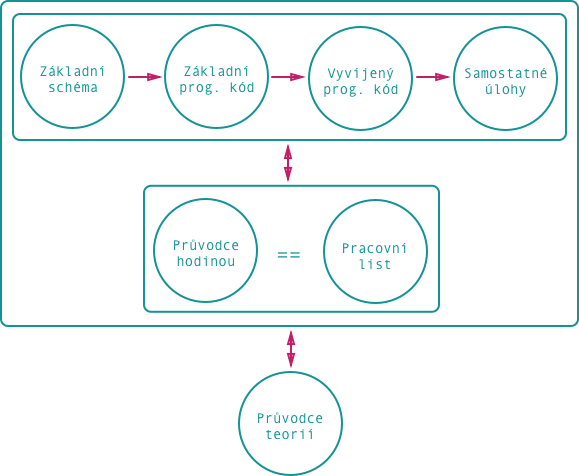 Základní
schéma
Základní
prog. kód
Vyvíjený
prog. kód
Samostatné
úlohy
Průvodce
hodinou
==
Pracovní
list
Průvodce
teorií